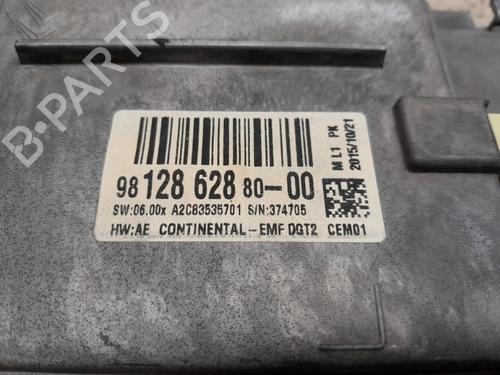 B-PARTS
98 128 628 80-00
SW:06.00x A2C83535701 S/N:374705
HW:AE CONTINENTAL-EMF DGT2 CEM01
ML1 PK
2015/10/21